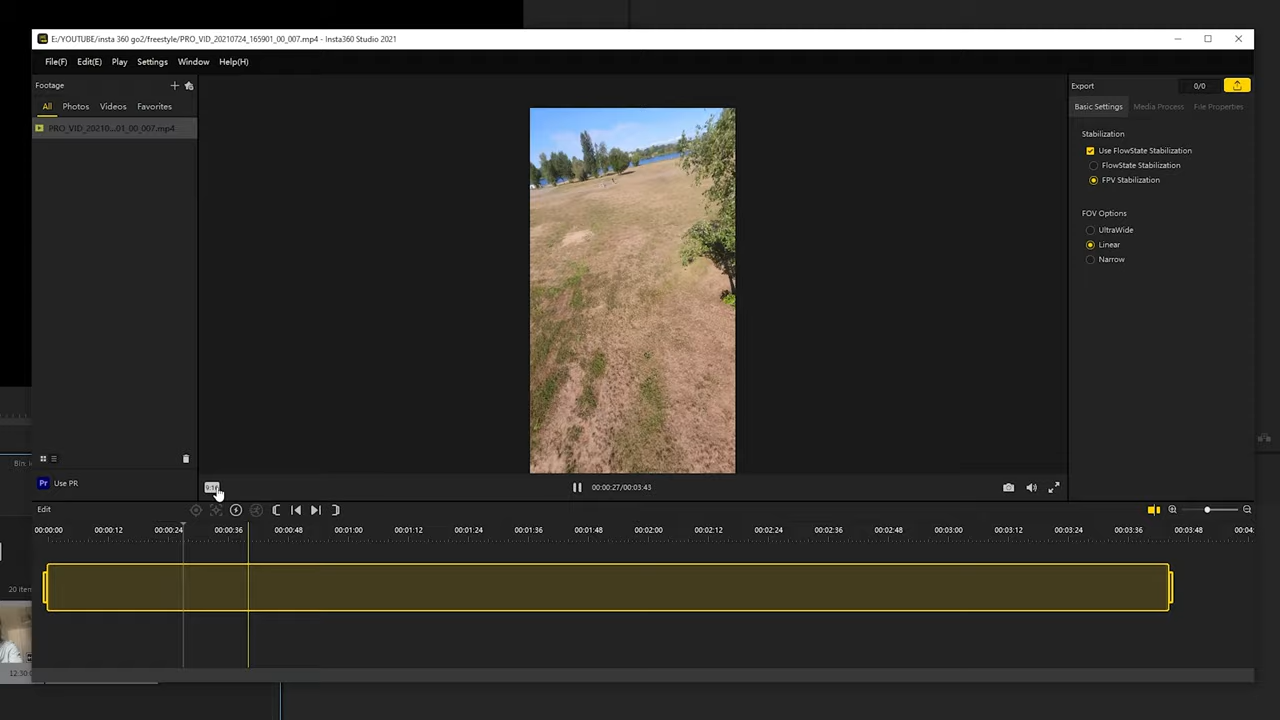 E:/YOUTUBE/insta 360 go2/freestyle/PRO_VID_20210724_165901_00_007.mp4 - Insta360 Studio 2021
File(F) Edit(E) Play Settings Window Help(H)
Footage
All Photos Videos Favorites
PRO_VID_20210...01_00_007.mp4
Export 0/0
Basic Settings Media Process File Properties
Stabilization
Use FlowState Stabilization
FlowState Stabilization
FPV Stabilization
FOV Options
UltraWide
Linear
Narrow
Pr Use PR
00:00:27/00:03:43
Edit
00:00:00 00:00:12 00:00:24 00:00:36 00:00:48 00:01:00 00:01:12 00:01:24 00:01:36 00:01:48 00:02:00 00:02:12 00:02:24 00:02:36 00:02:48 00:03:00 00:03:12 00:03:24 00:03:36 00:03:48
20